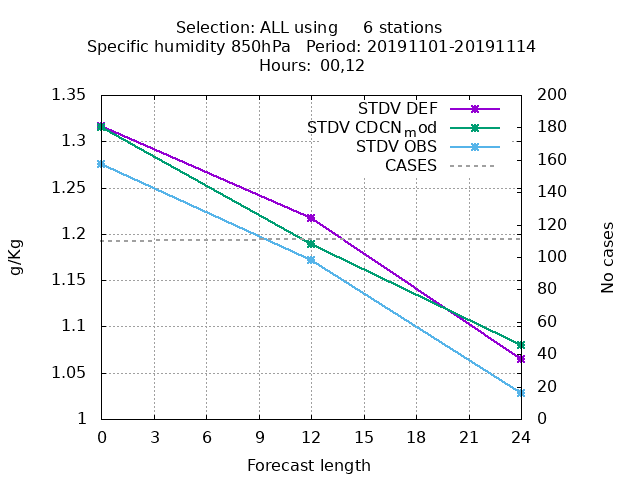 Selection: ALL using     6 stations
Specific humidity 850hPa   Period: 20191101-20191114
Hours: 00,12
STDV DEF
STDV CDCNmod
STDV OBS
CASES
1.35
1.3
1.25
1.2
1.15
1.1
1.05
1
200
180
160
140
120
100
80
60
40
20
0
0 3 6 9 12 15 18 21 24
g/Kg
No cases
Forecast length